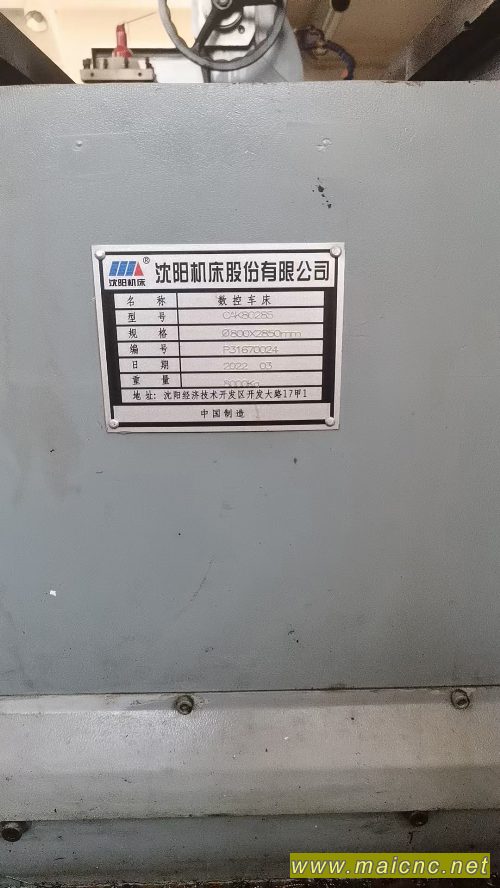 沈阳机床股份有限公司
®
沈阳机床
名 称 数控车床
型 号 CAK80285
规 格 Ø800X2850mm
编 号 P31670024
日 期 2022 03
重 量 5000Kg
地 址: 沈阳经济技术开发区开发大路17甲1
中国制造
www.maicnc.net